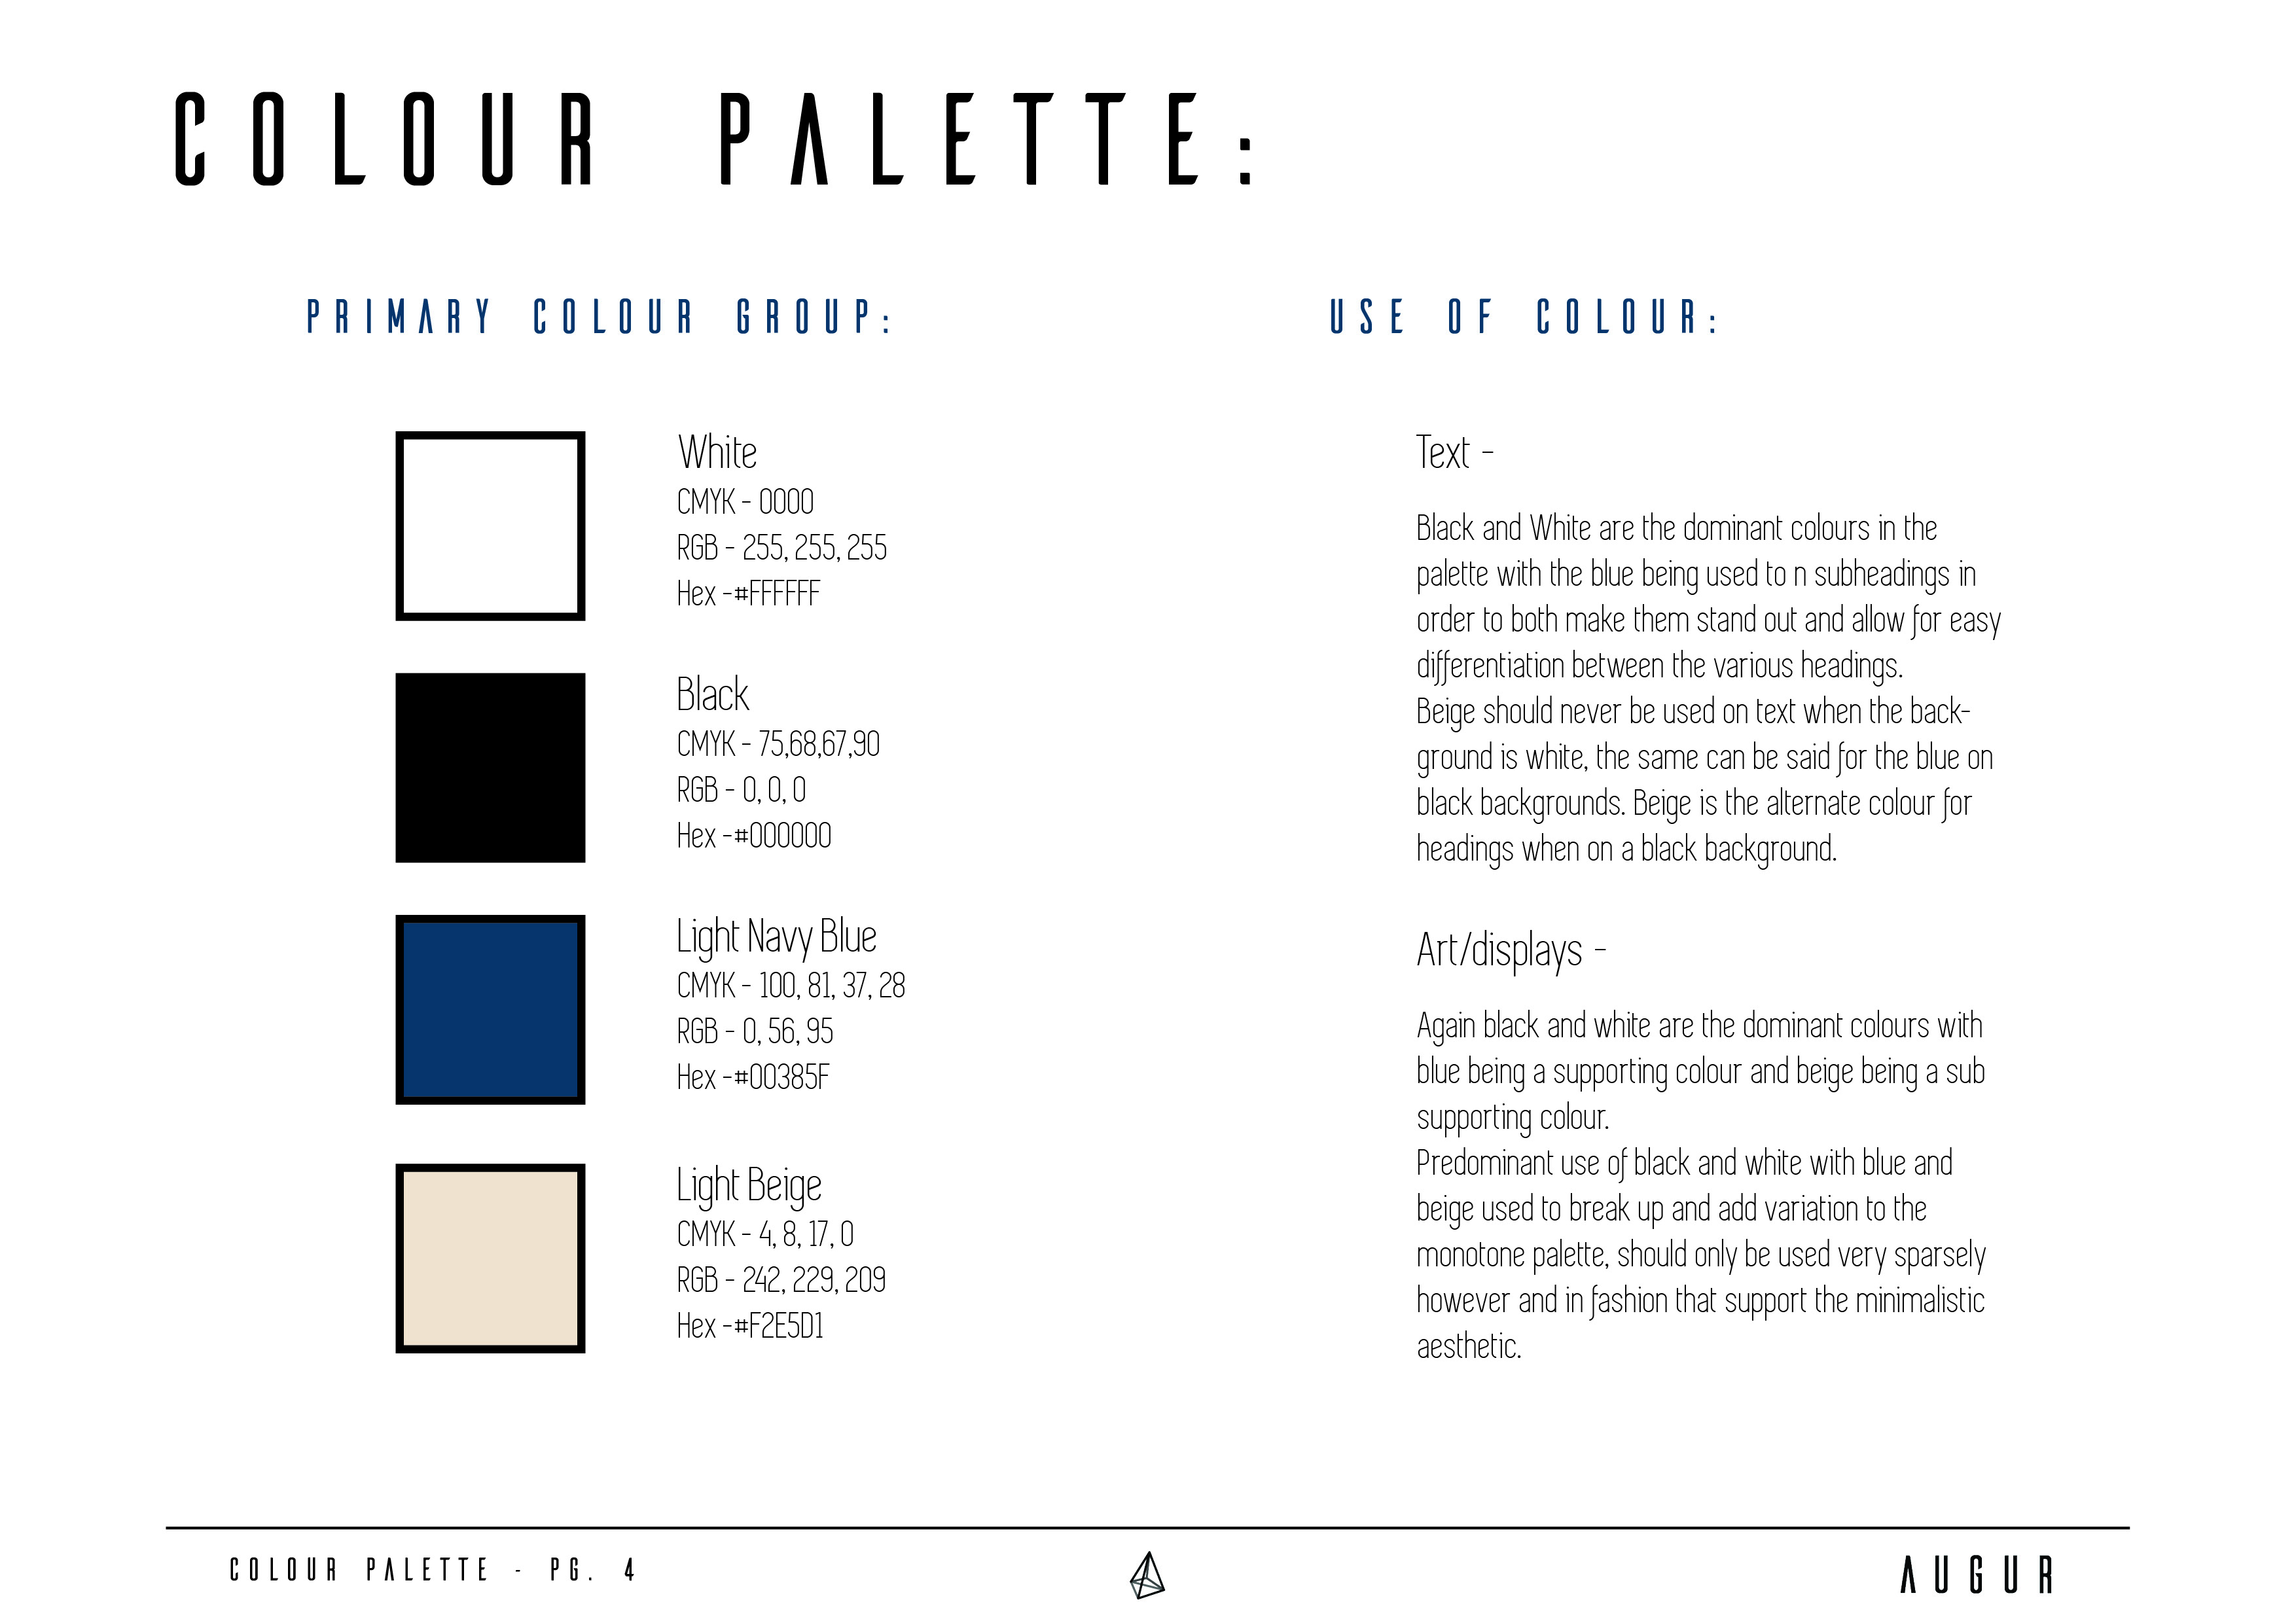 COLOUR PALETTE:
PRIMARY COLOUR GROUP:
White
CMYK - 0000
RGB - 255, 255, 255
Hex -#FFFFFF
Black
CMYK - 75,68,67,90
RGB - 0, 0, 0
Hex -#000000
Light Navy Blue
CMYK - 100, 81, 37, 28
RGB - 0, 56, 95
Hex -#00385F
Light Beige
CMYK - 4, 8, 17, 0
RGB - 242, 229, 209
Hex -#F2E5D1
USE OF COLOUR:
Text -
Black and White are the dominant colours in the
palette with the blue being used to n subheadings in
order to both make them stand out and allow for easy
differentiation between the various headings.
Beige should never be used on text when the back-
ground is white, the same can be said for the blue on
black backgrounds. Beige is the alternate colour for
headings when on a black background.
Art/displays -
Again black and white are the dominant colours with
blue being a supporting colour and beige being a sub
supporting colour.
Predominant use of black and white with blue and
beige used to break up and add variation to the
monotone palette, should only be used very sparsely
however and in fashion that support the minimalistic
aesthetic.
COLOUR PALETTE - PG. 4
AUGUR